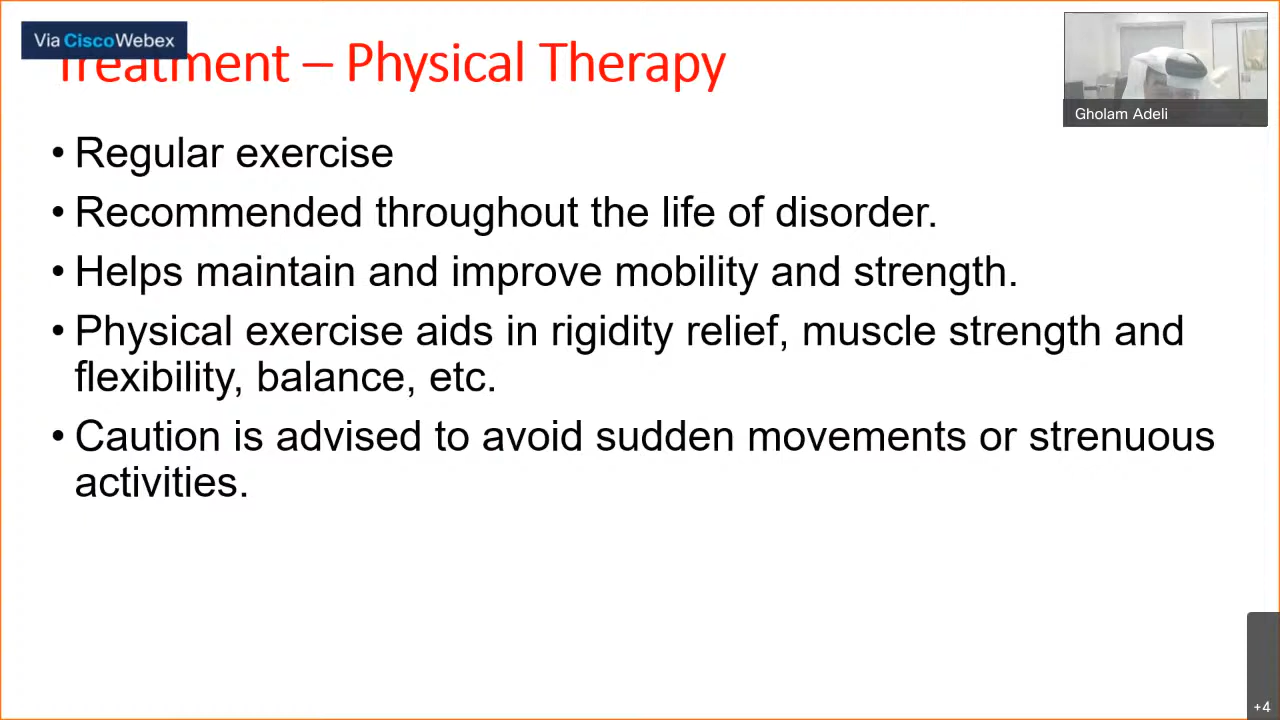 Via CiscoWebex
Treatment – Physical Therapy
Gholam Adeli
• Regular exercise
• Recommended throughout the life of disorder.
• Helps maintain and improve mobility and strength.
• Physical exercise aids in rigidity relief, muscle strength and
flexibility, balance, etc.
• Caution is advised to avoid sudden movements or strenuous
activities.
+4